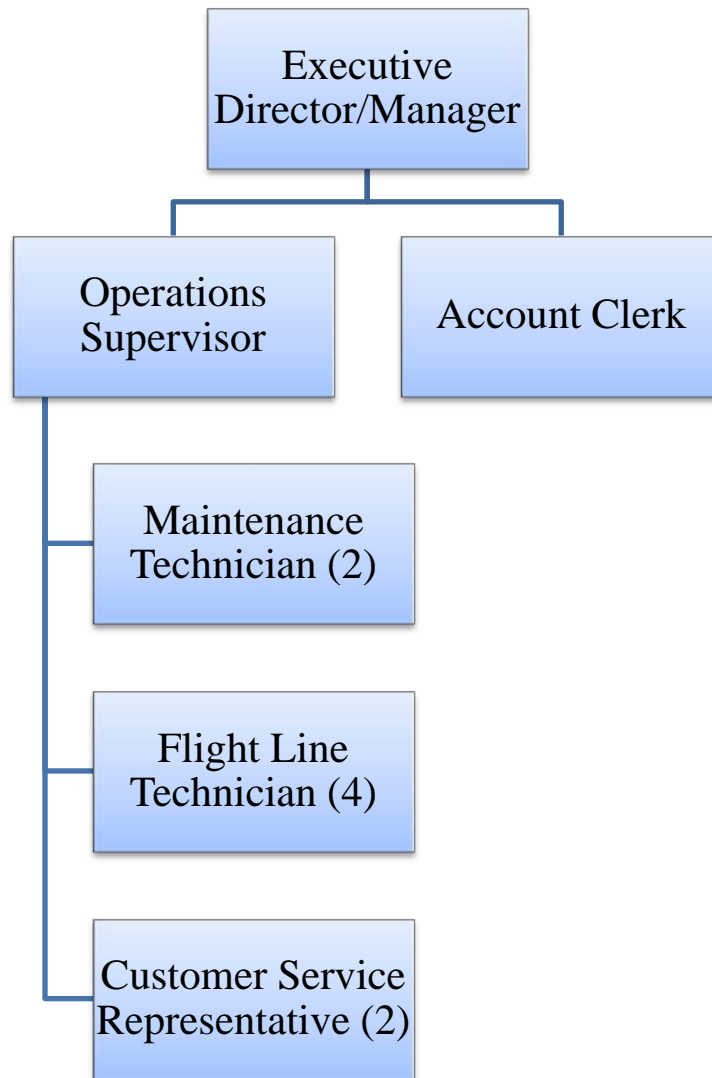 Executive
Director/Manager
Operations
Supervisor
Account Clerk
Maintenance
Technician (2)
Flight Line
Technician (4)
Customer Service
Representative (2)